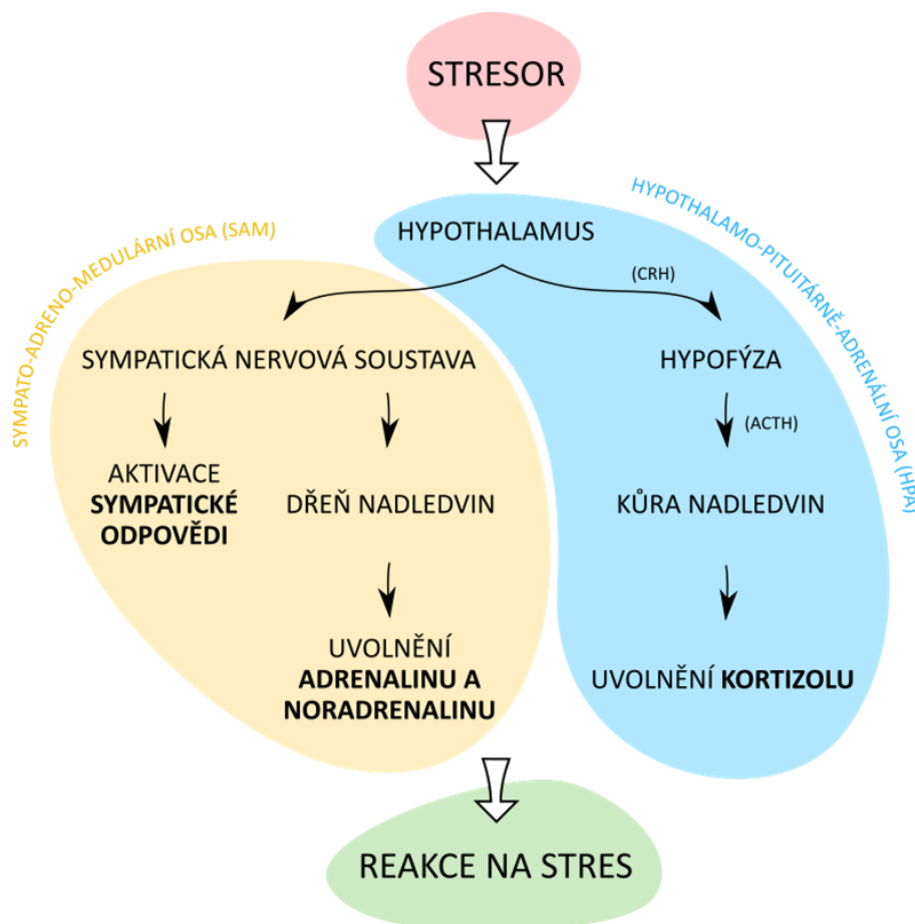 STRESOR
SYMPATO-ADRENO-MEDULÁRNÍ OSA (SAM)
HYPOTHALAMO-PITUITÁRNĚ-ADRENÁLNÍ OSA (HPA)
HYPOTHALAMUS
(CRH)
SYMPATICKÁ NERVOVÁ SOUSTAVA
HYPOFÝZA
(ACTH)
AKTIVACE
SYMPATICKÉ
ODPOVĚDI
DŘEŇ NADLEDVIN
KŮRA NADLEDVIN
UVOLNĚNÍ
ADRENALINU A
NORADRENALINU
UVOLNĚNÍ KORTIZOLU
REAKCE NA STRES